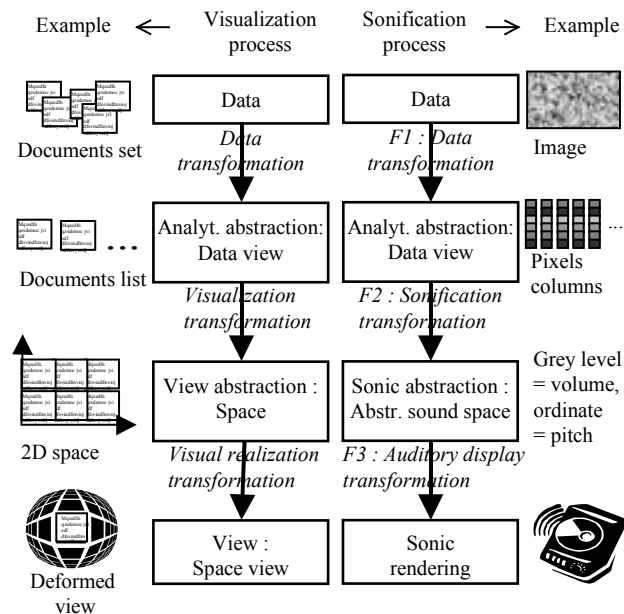 Example
Visualization process
Sonification process
Example
Data
Data
Documents set
Data transformation
F1 : Data transformation
Image
Analyt. abstraction:
Data view
Analyt. abstraction:
Data view
...
...
Documents list
Pixels columns
Visualization transformation
F2 : Sonification transformation
View abstraction :
Space
Sonic abstraction :
Abstr. sound space
Grey level
= volume,
ordinate
= pitch
2D space
Visual realization transformation
F3 : Auditory display transformation
View :
Space view
Sonic rendering
Deformed view